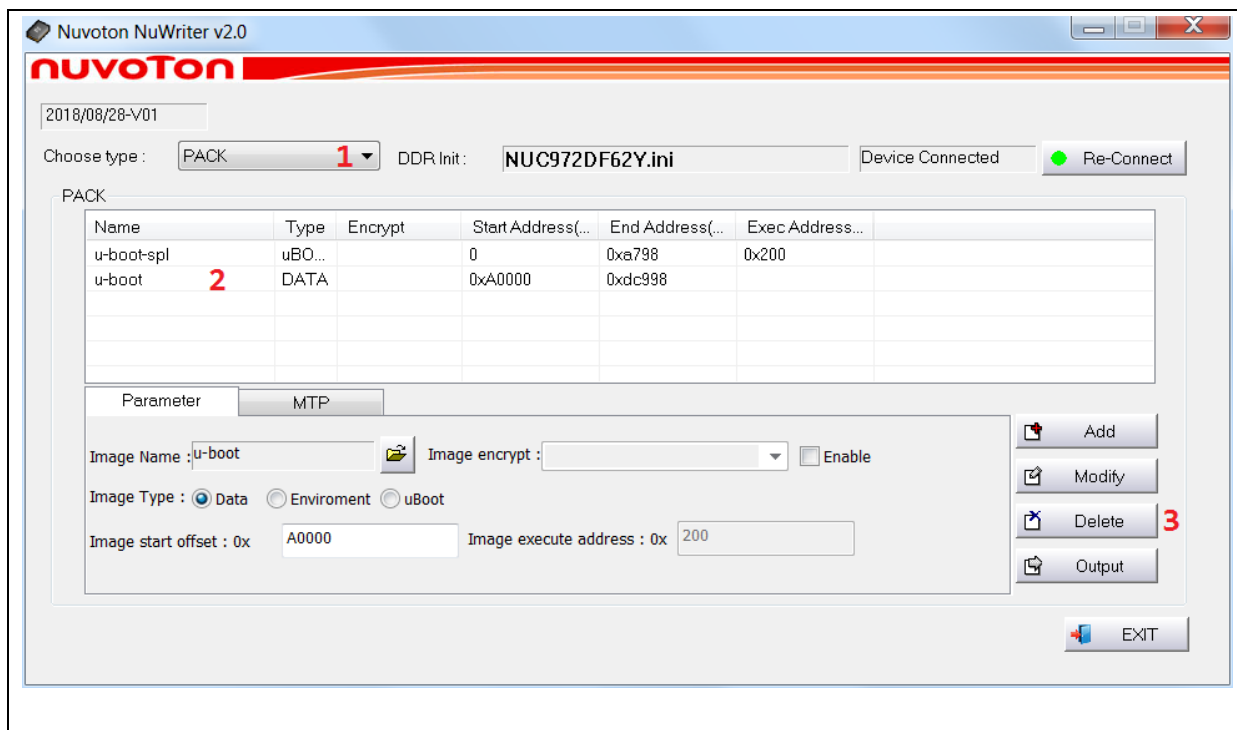 Nuvoton NuWriter v2.0
nuvoTon
2018/08/28-V01
Choose type : PACK 1 DDR Init : NUC972DF62Y.ini Device Connected Re-Connect
PACK
Name Type Encrypt Start Address(... End Address(... Exec Address...
u-boot-spl uBO... 0 0xa798 0x200
u-boot 2 DATA 0xA0000 0xdc998
Parameter MTP
Add
Image Name : u-boot Image encrypt : Enable
Modify
Image Type : Data Enviroment uBoot
Delete 3
Image start offset : 0x A0000 Image execute address : 0x 200
Output
EXIT